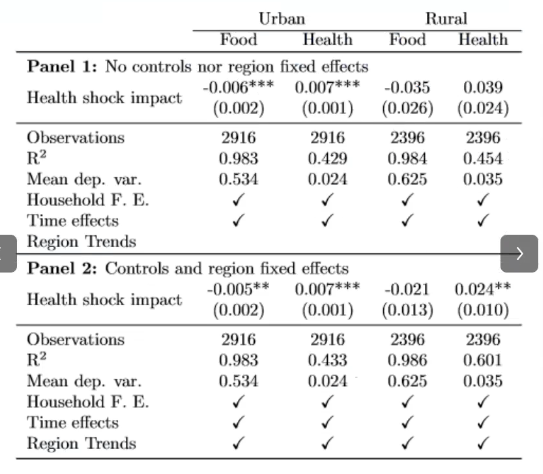 Urban Rural
Food Health Food Health
Panel 1: No controls nor region fixed effects
Health shock impact -0.006*** 0.007*** -0.035 0.039
(0.002) (0.001) (0.026) (0.024)
Observations 2916 2916 2396 2396
R² 0.983 0.429 0.984 0.454
Mean dep. var. 0.534 0.024 0.625 0.035
Household F. E. ✓ ✓ ✓ ✓
Time effects ✓ ✓ ✓ ✓
Region Trends
Panel 2: Controls and region fixed effects
Health shock impact -0.005** 0.007*** -0.021 0.024**
(0.002) (0.001) (0.013) (0.010)
Observations 2916 2916 2396 2396
R² 0.983 0.433 0.986 0.601
Mean dep. var. 0.534 0.024 0.625 0.035
Household F. E. ✓ ✓ ✓ ✓
Time effects ✓ ✓ ✓ ✓
Region Trends ✓ ✓ ✓ ✓